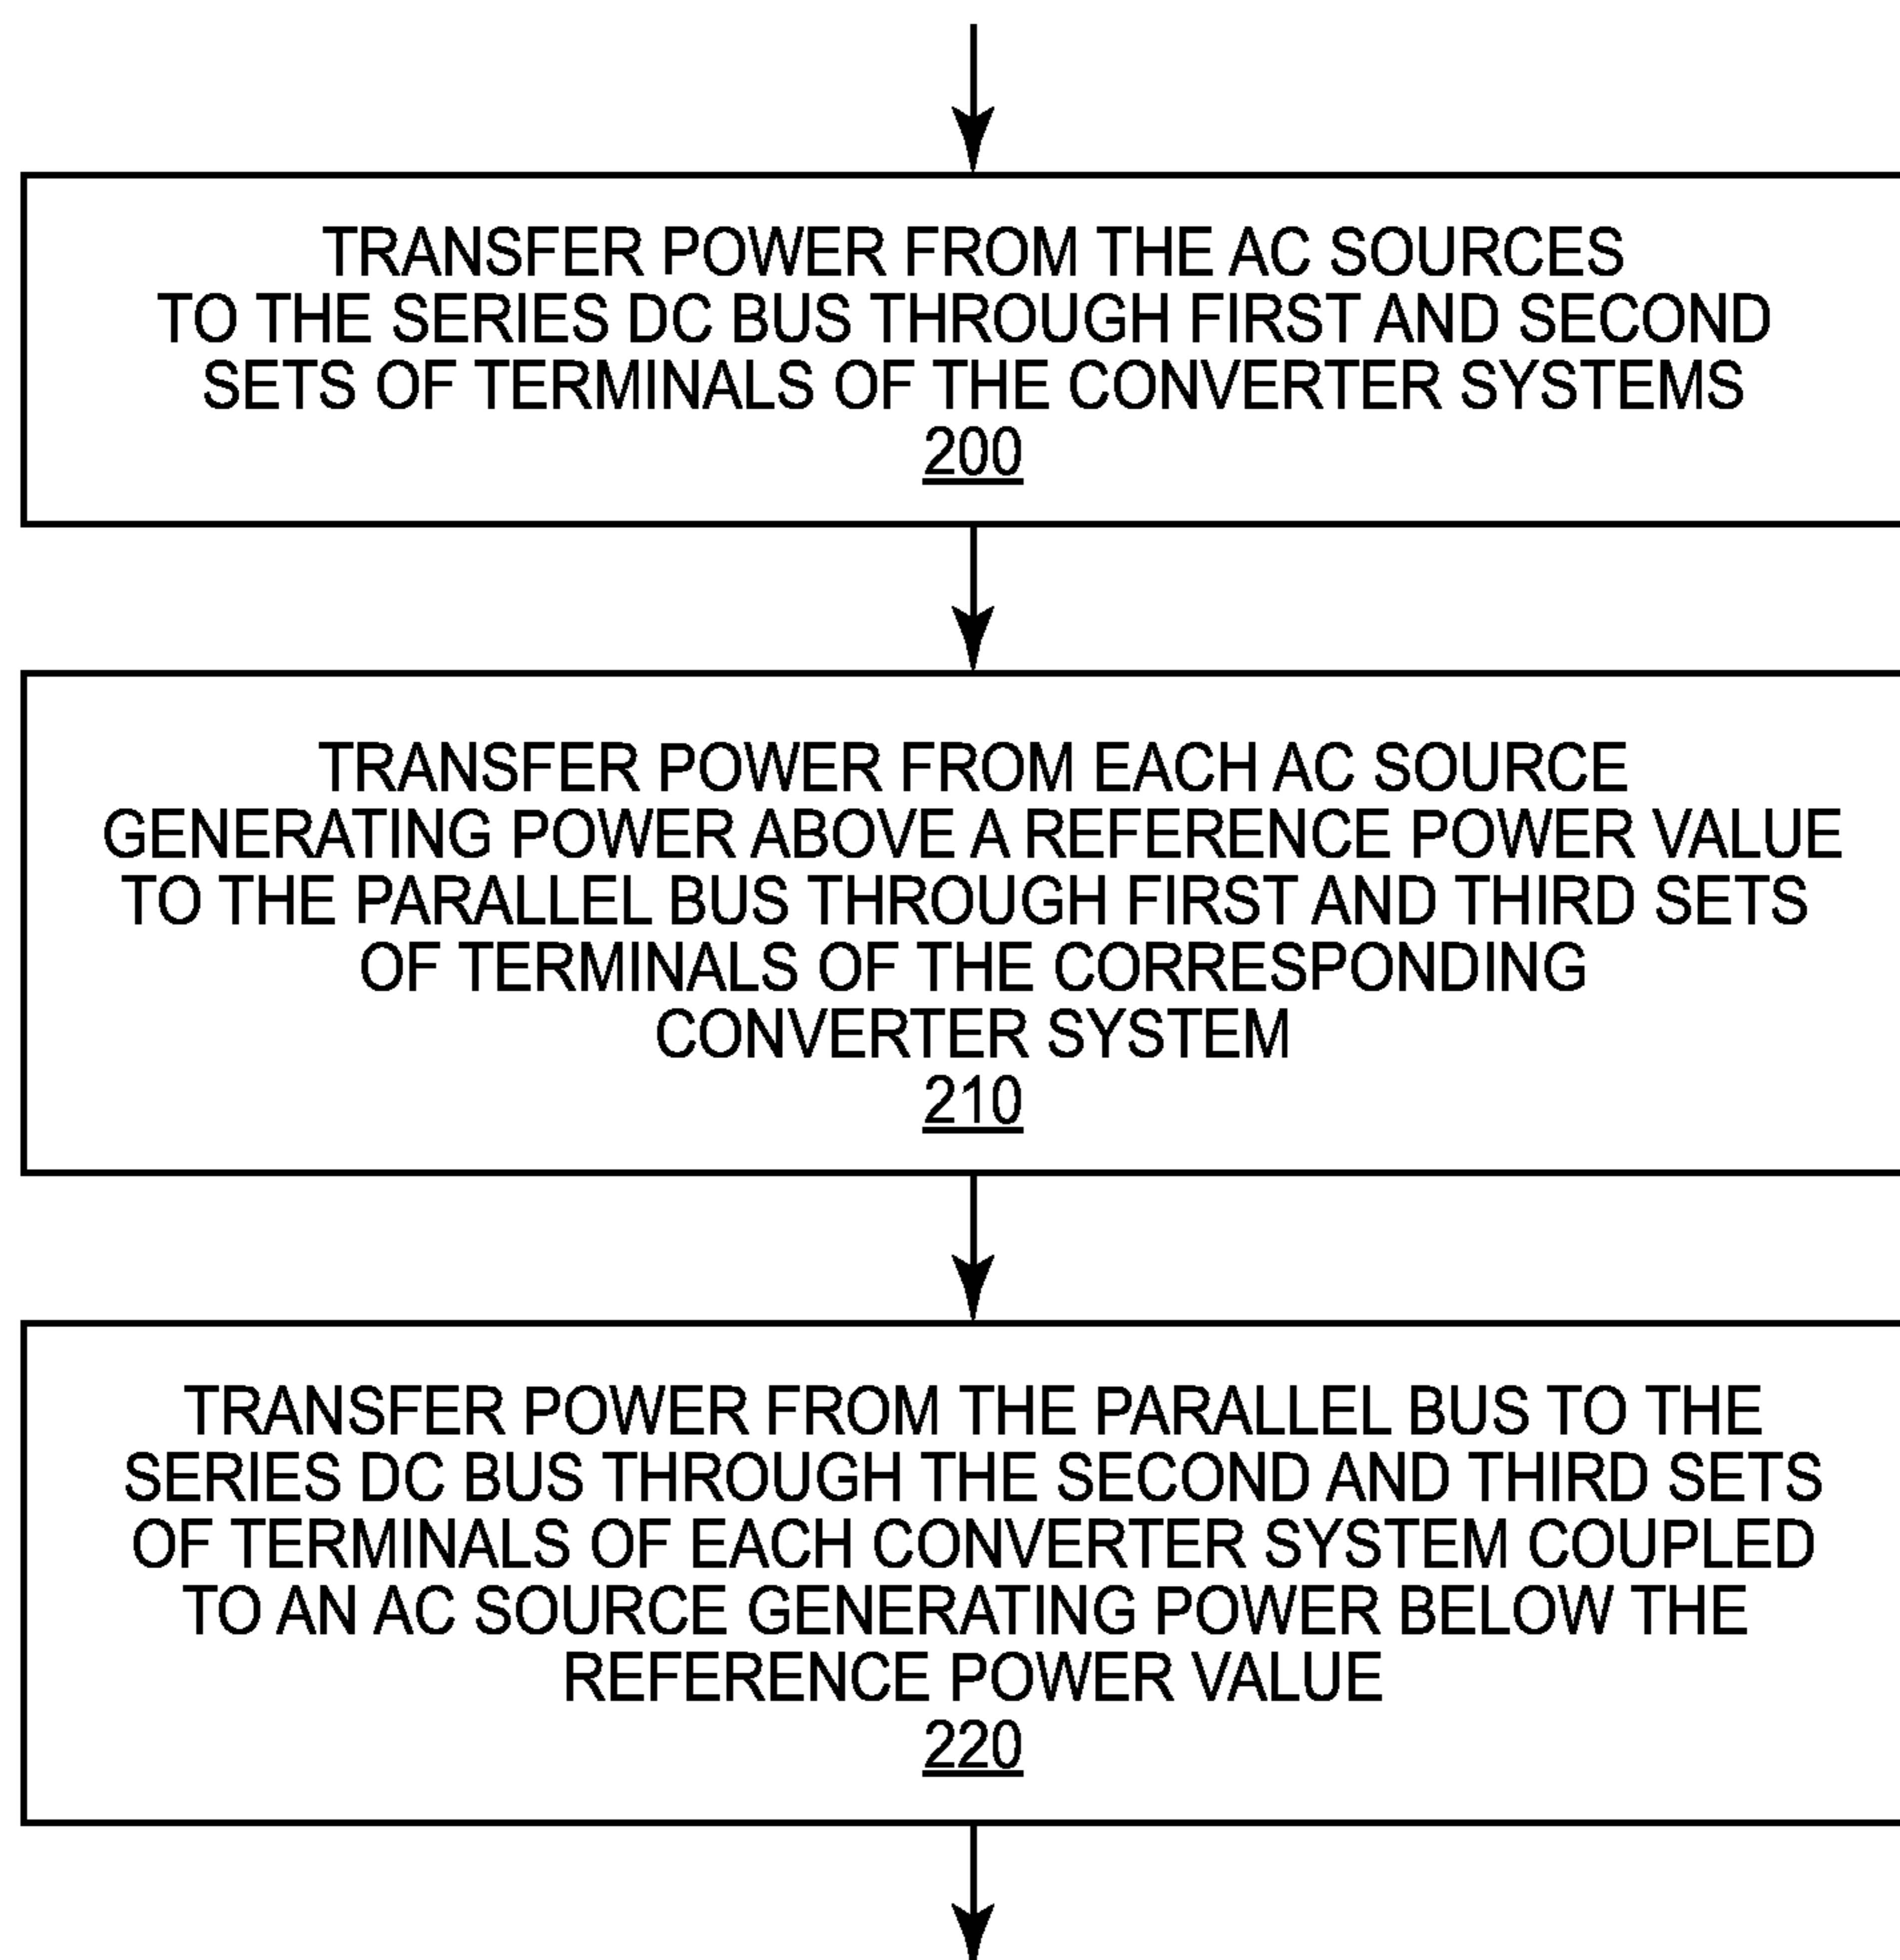 TRANSFER POWER FROM THE AC SOURCES
TO THE SERIES DC BUS THROUGH FIRST AND SECOND
SETS OF TERMINALS OF THE CONVERTER SYSTEMS
200
TRANSFER POWER FROM EACH AC SOURCE
GENERATING POWER ABOVE A REFERENCE POWER VALUE
TO THE PARALLEL BUS THROUGH FIRST AND THIRD SETS
OF TERMINALS OF THE CORRESPONDING
CONVERTER SYSTEM
210
TRANSFER POWER FROM THE PARALLEL BUS TO THE
SERIES DC BUS THROUGH THE SECOND AND THIRD SETS
OF TERMINALS OF EACH CONVERTER SYSTEM COUPLED
TO AN AC SOURCE GENERATING POWER BELOW THE
REFERENCE POWER VALUE
220